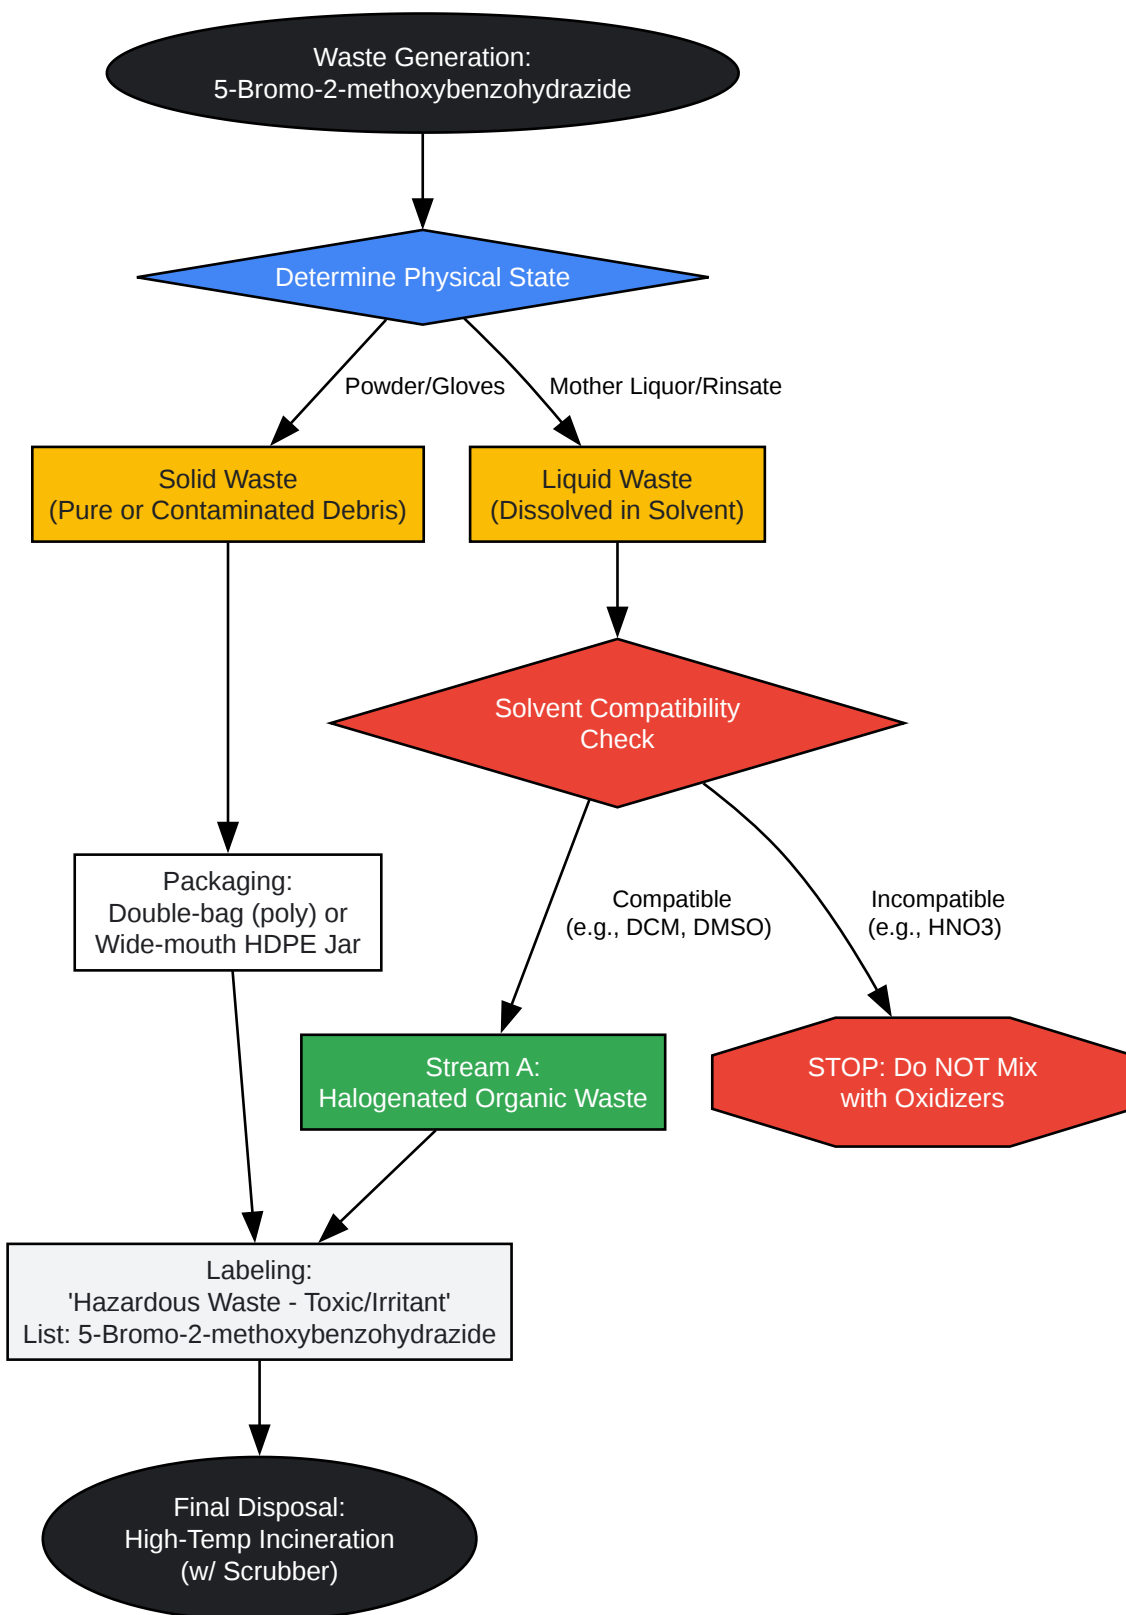 Waste Generation:
5-Bromo-2-methoxybenzohydrazide
Determine Physical State
Powder/Gloves
Mother Liquor/Rinsate
Solid Waste
(Pure or Contaminated Debris)
Liquid Waste
(Dissolved in Solvent)
Solvent Compatibility
Check
Packaging:
Double-bag (poly) or
Wide-mouth HDPE Jar
Compatible
(e.g., DCM, DMSO)
Incompatible
(e.g., HNO3)
Stream A:
Halogenated Organic Waste
STOP: Do NOT Mix
with Oxidizers
Labeling:
'Hazardous Waste - Toxic/Irritant'
List: 5-Bromo-2-methoxybenzohydrazide
Final Disposal:
High-Temp Incineration
(w/ Scrubber)